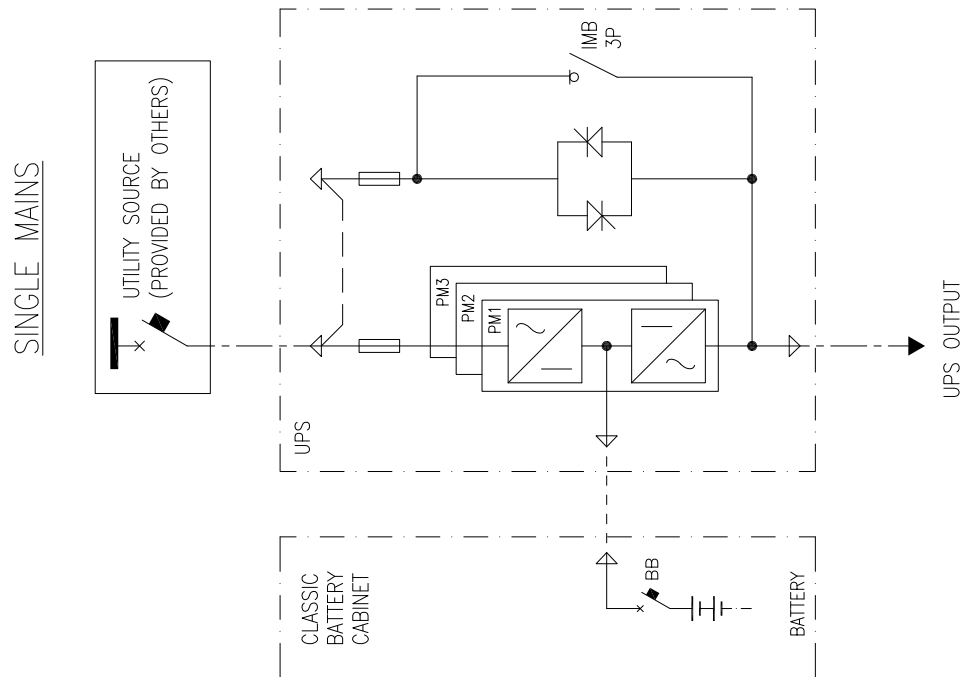 SINGLE MAINS
UTILITY SOURCE
(PROVIDED BY OTHERS)
IMB
3P
PM3
PM2
PM1
UPS
UPS OUTPUT
CLASSIC
BATTERY
CABINET
BB
BATTERY